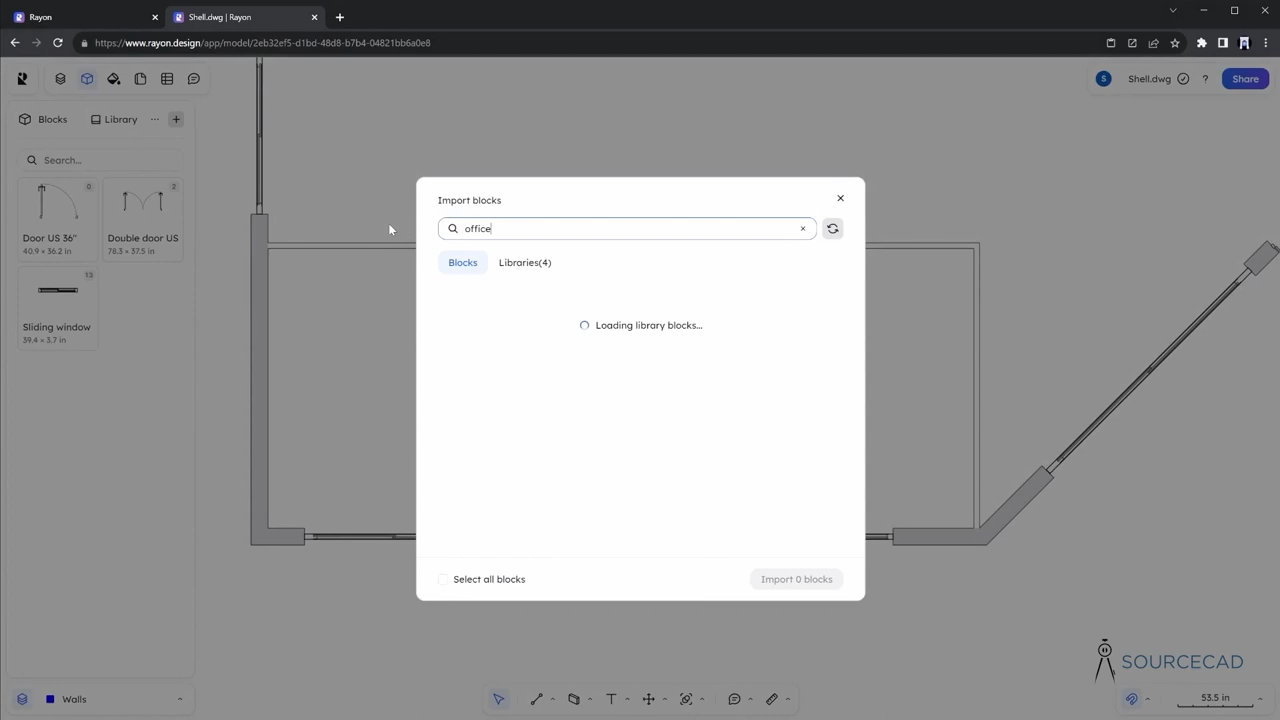 Rayon
Shell.dwg | Rayon
https://www.rayon.design/app/model/2eb32ef5-d1bd-48d8-b7b4-04821bb6a0e8
S
Shell.dwg
?
Share
Blocks
Library
Search...
0
2
Door US 36"
40.9 × 36.2 in
Double door US
78.3 × 37.5 in
13
Sliding window
39.4 × 3.7 in
Import blocks
office
Blocks
Libraries(4)
Loading library blocks...
Select all blocks
Import 0 blocks
SOURCECAD
Walls
53.5 in